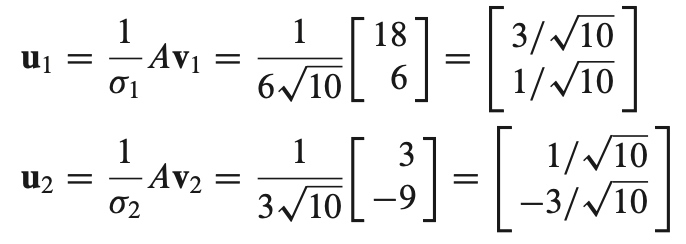 u₁ = 1/σ₁ Av₁ = 1/(6√10) [18; 6] = [3/√10; 1/√10]
u₂ = 1/σ₂ Av₂ = 1/(3√10) [3; −9] = [1/√10; −3/√10]